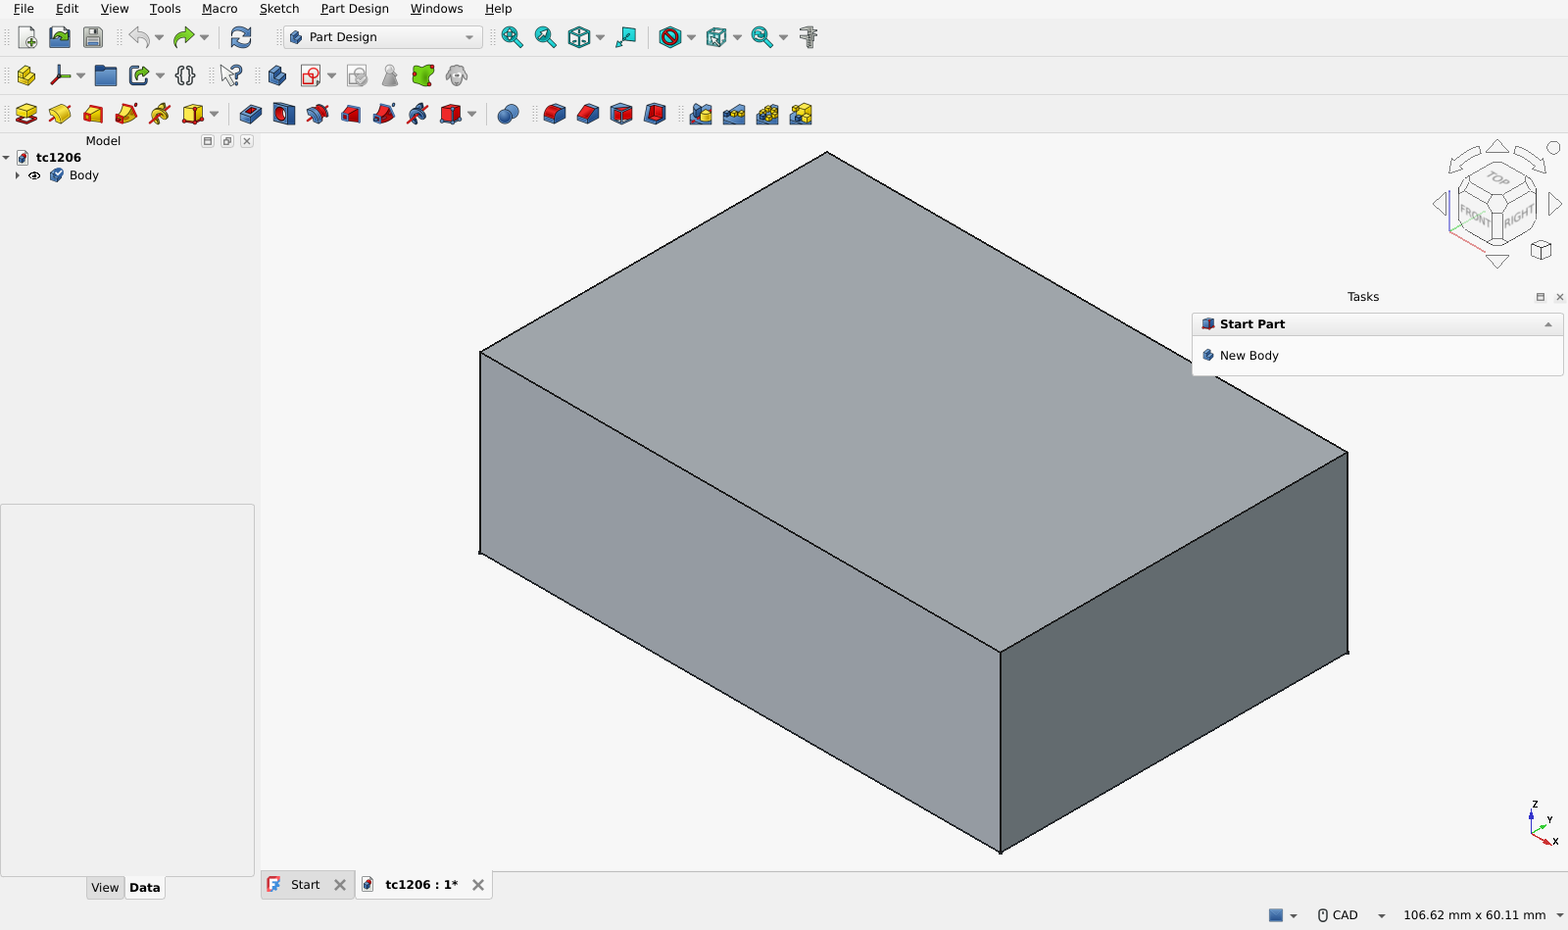 File Edit View Tools Macro Sketch Part Design Windows Help
Part Design
Model
tc1206
Body
TOP
FRONT
RIGHT
Tasks
Start Part
New Body
Z
Y
X
View Data
Start
tc1206 : 1*
CAD
106.62 mm x 60.11 mm